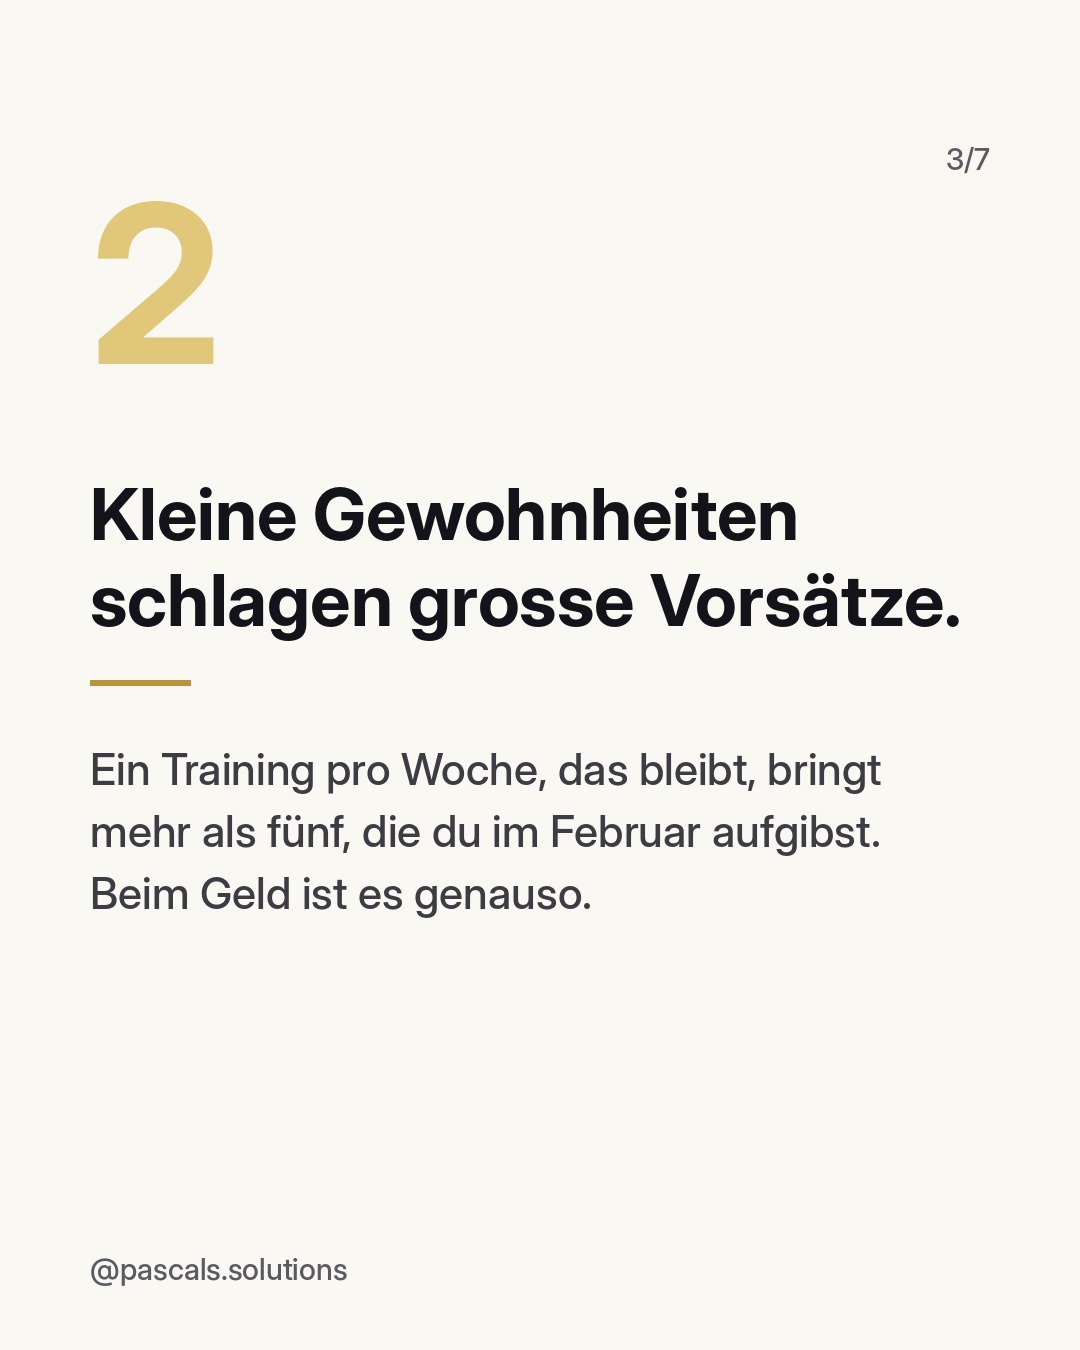 3/7
2
Kleine Gewohnheiten
schlagen grosse Vorsätze.
Ein Training pro Woche, das bleibt, bringt
mehr als fünf, die du im Februar aufgibst.
Beim Geld ist es genauso.
@pascals.solutions